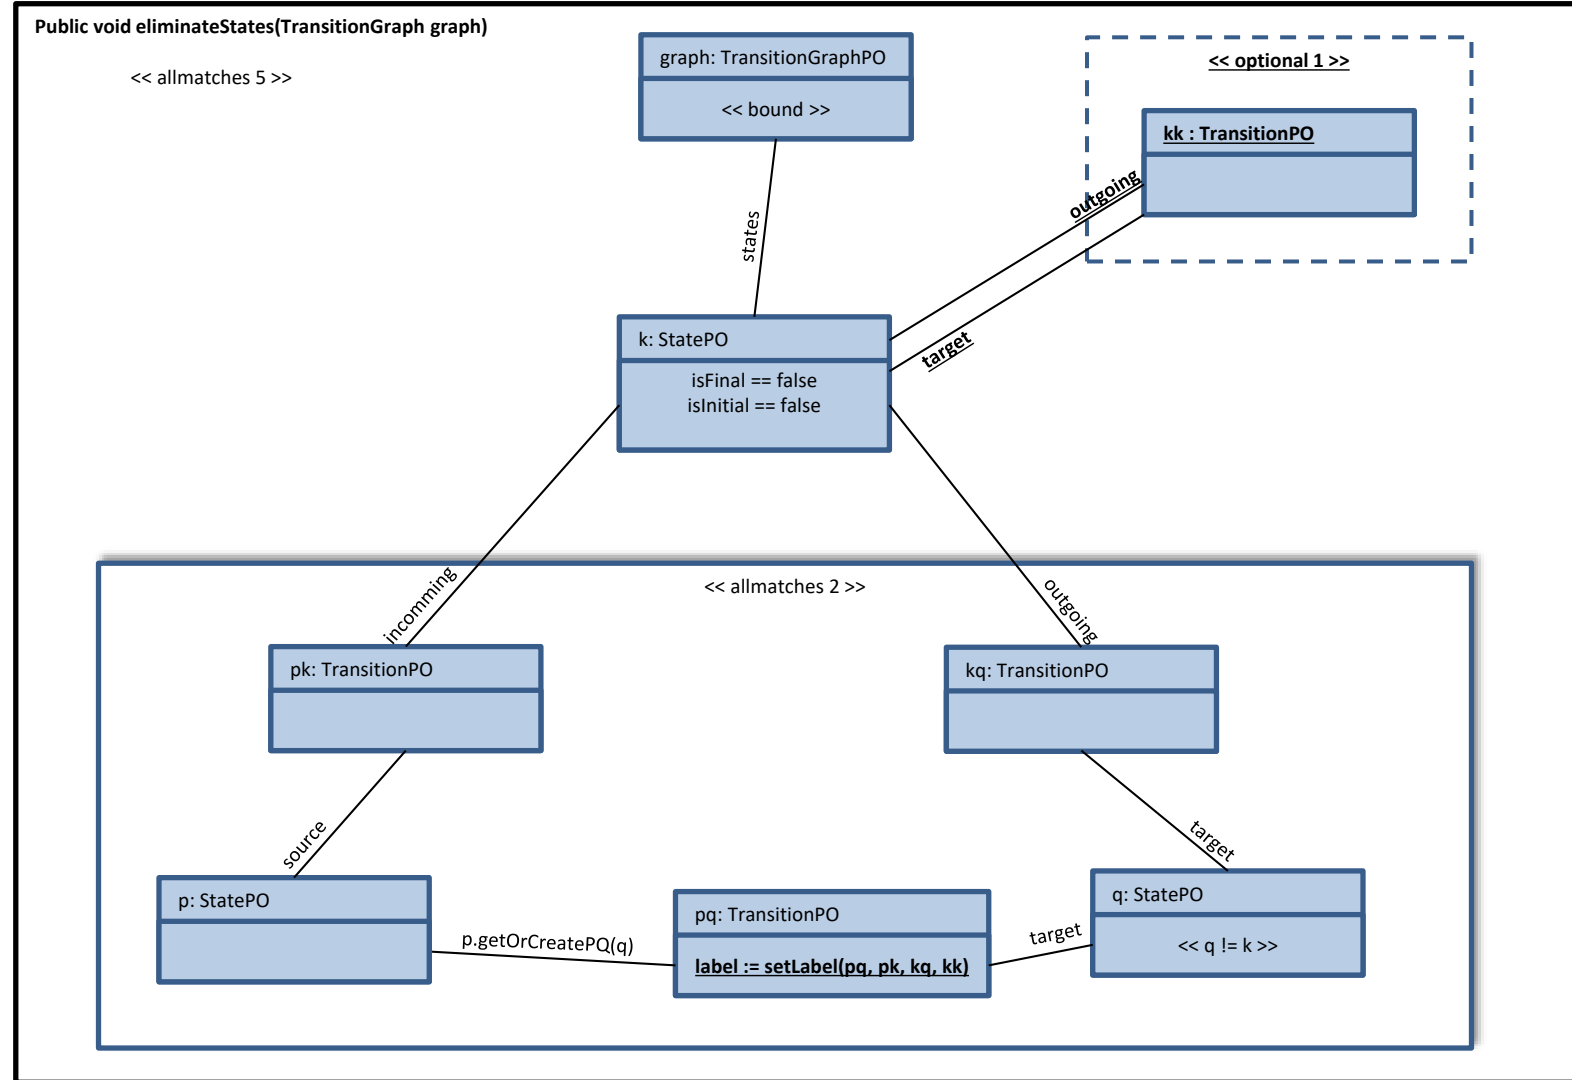 Public void eliminateStates(TransitionGraph graph)
<< allmatches 5 >>
graph: TransitionGraphPO
<< bound >>
<< optional 1 >>
kk : TransitionPO
outgoing
target
states
k: StatePO
isFinal == false
isInitial == false
incomming
outgoing
<< allmatches 2 >>
pk: TransitionPO
kq: TransitionPO
source
target
p: StatePO
p.getOrCreatePQ(q)
pq: TransitionPO
label := setLabel(pq, pk, kq, kk)
target
q: StatePO
<< q != k >>